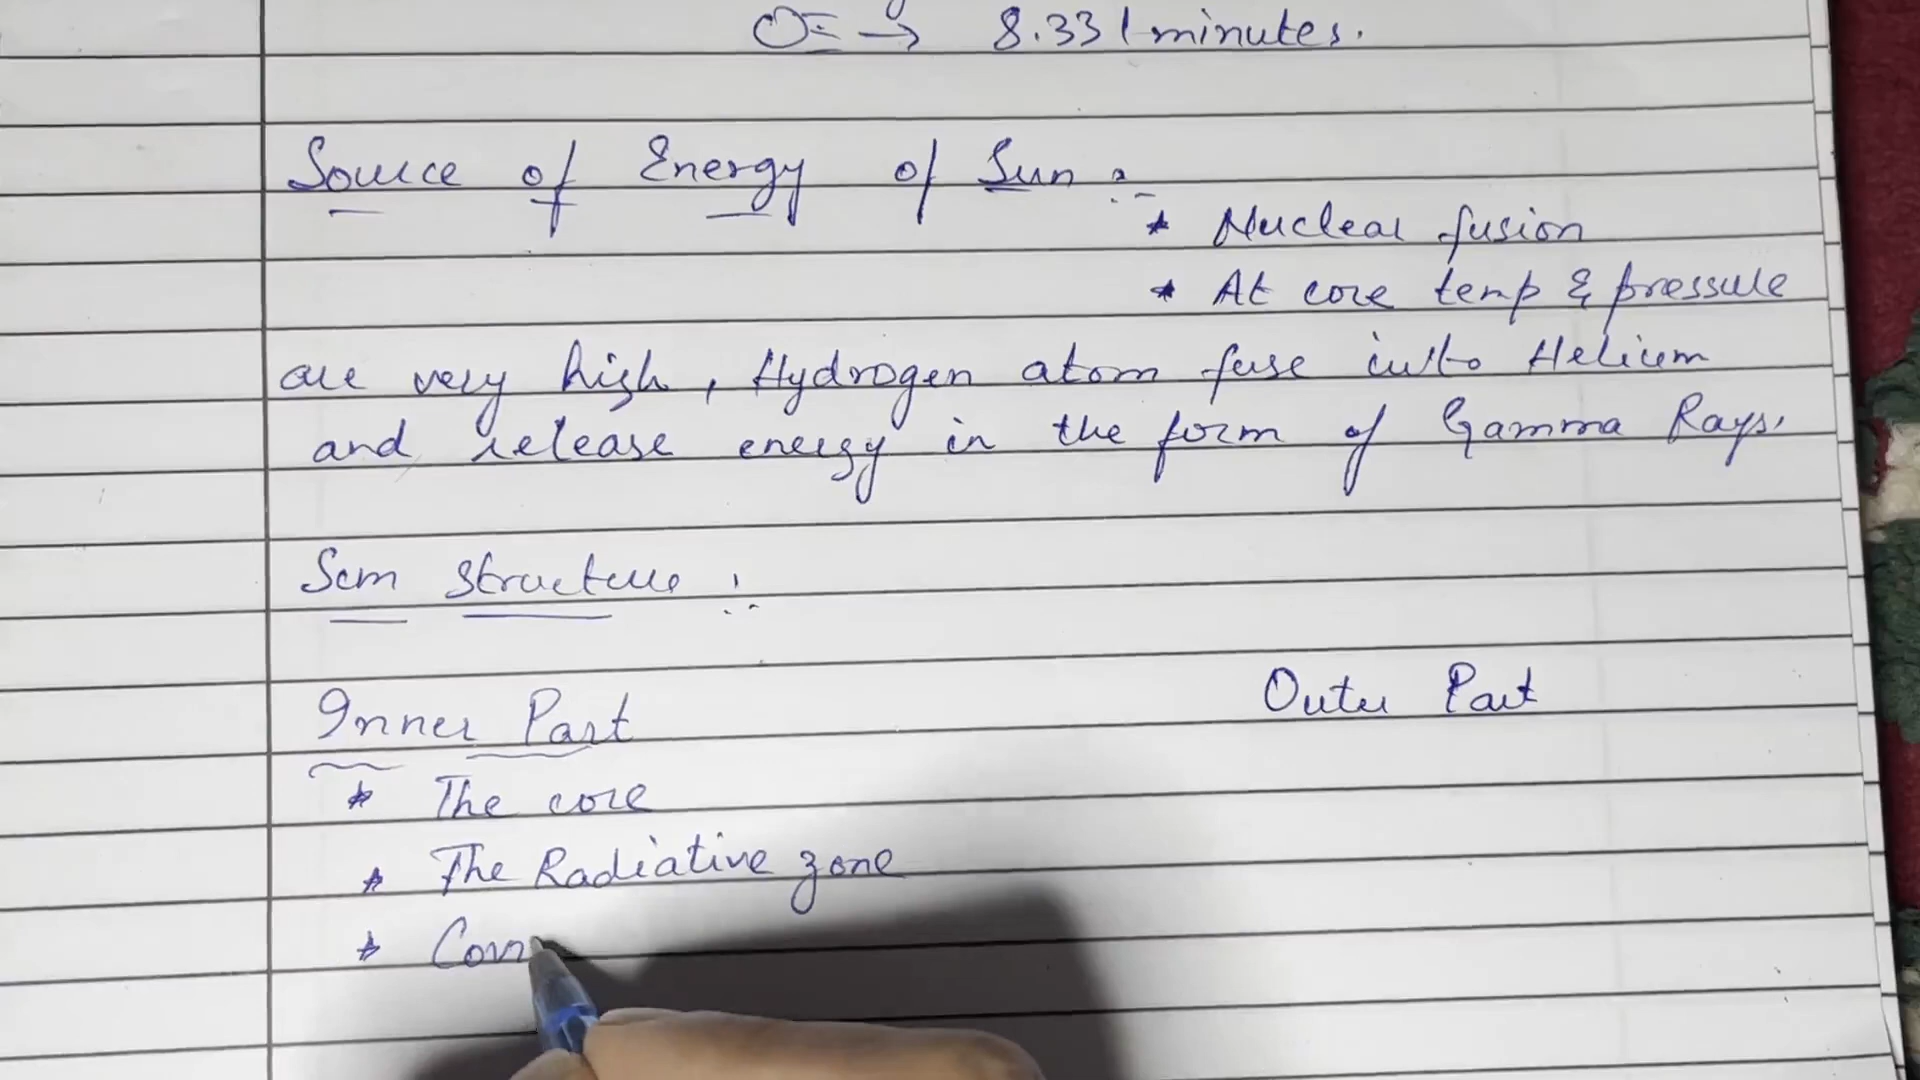 Or → 8.331 minutes.
Source of Energy of Sun :-
* Nuclear fusion
* At core temp & pressure
are very high, Hydrogen atom fuse into Helium
and release energy in the form of Gamma Rays.
Sun structure :-
Inner Part
Outer Part
* The core
* The Radiative zone
* Con